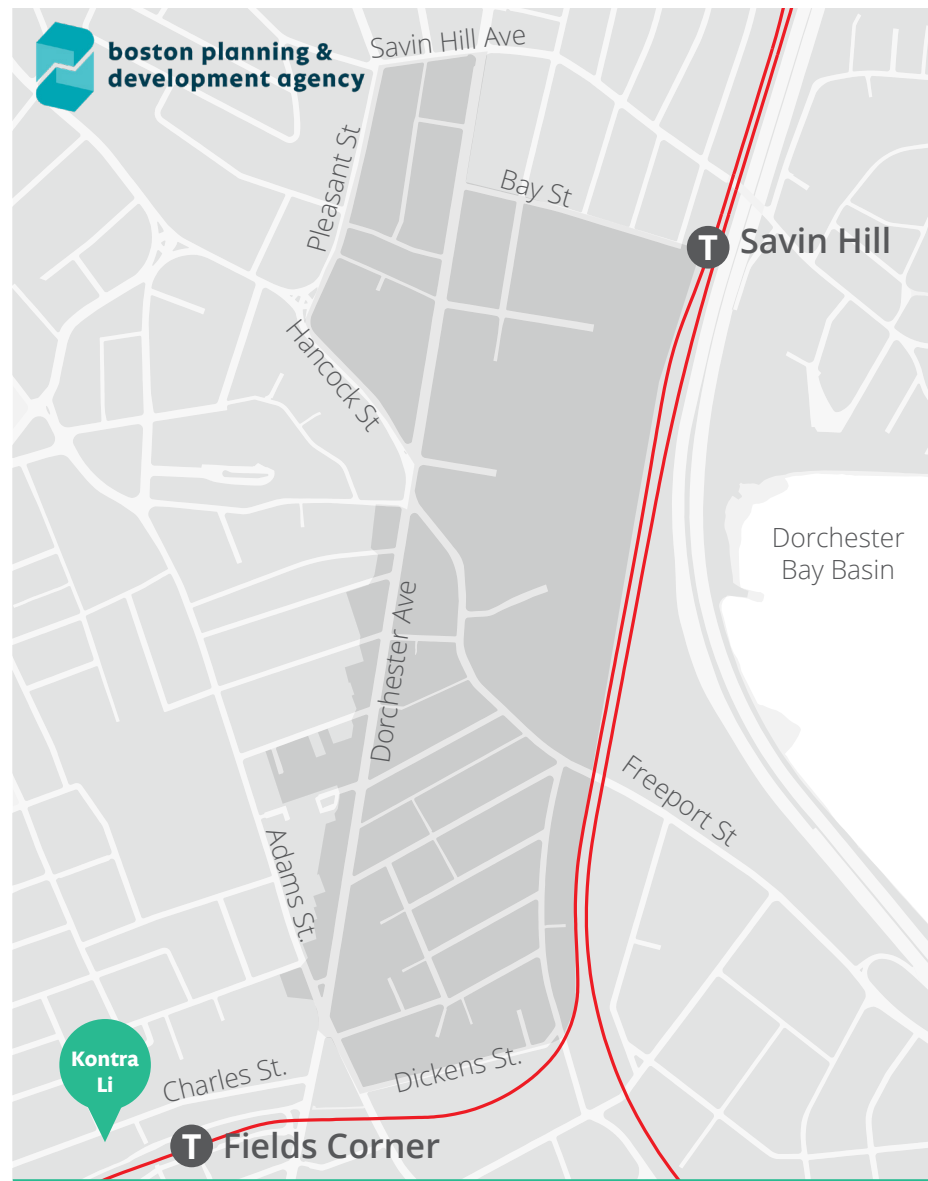 boston planning &
development agency
Savin Hill Ave
Pleasant St
Bay St
T Savin Hill
Hancock St
Dorchester
Bay Basin
Dorchester Ave
Freeport St
Adams St.
Kontra
Li
Charles St.
Dickens St.
T Fields Corner